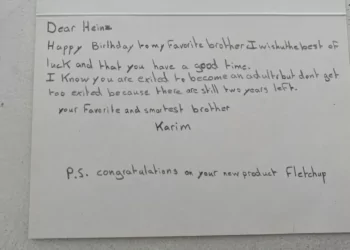 Dear Heinz
Happy Birthday to my favorite brother. I wish u the best of
luck and that you have a good time.
I Know you are exited to become an adult, but dont get
too exited because there are still two years left.
your Favorite and smartest brother
Karim
P.S. congratulations on your new product Fletchup